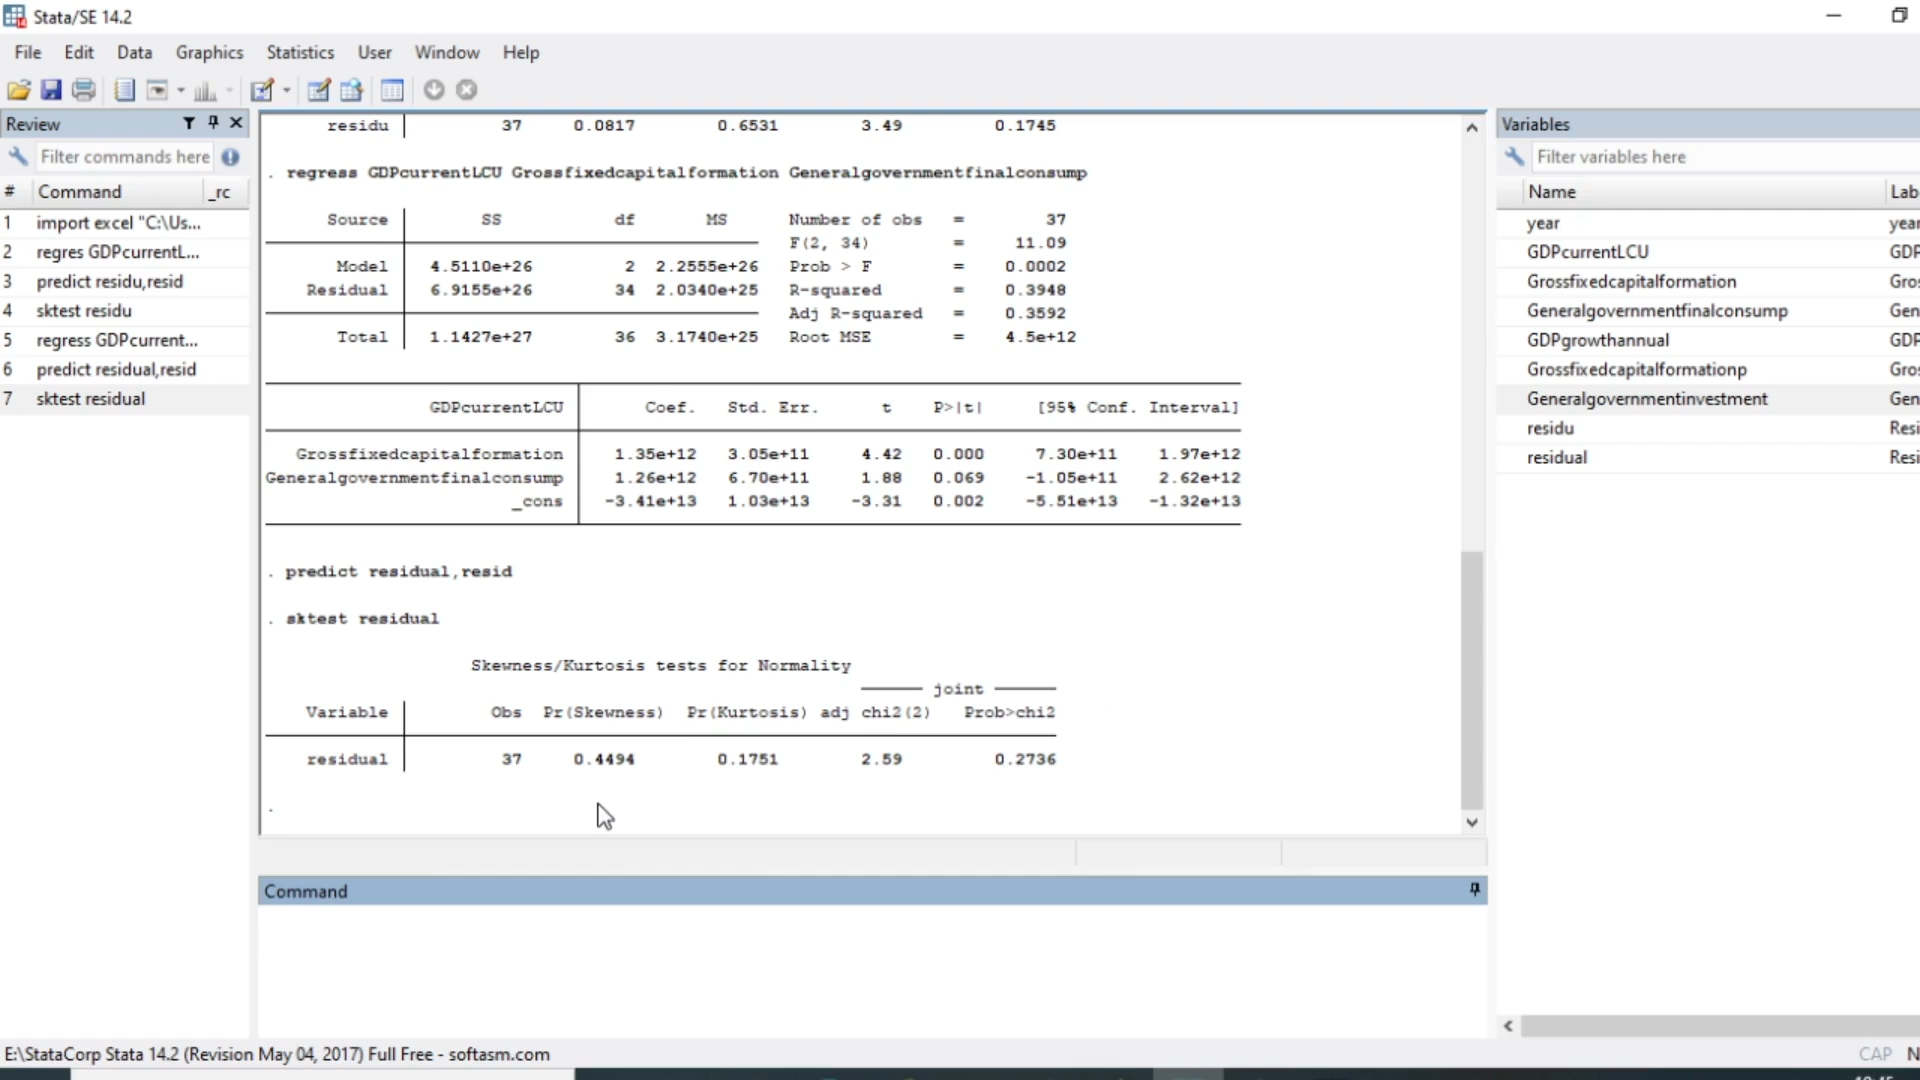 Stata/SE 14.2
File Edit Data Graphics Statistics User Window Help
Review
Filter commands here
# Command _rc
1 import excel "C:\Us...
2 regres GDPcurrentL...
3 predict residu,resid
4 sktest residu
5 regress GDPcurrent...
6 predict residual,resid
7 sktest residual
residu 37 0.0817 0.6531 3.49 0.1745
. regress GDPcurrentLCU Grossfixedcapitalformation Generalgovernmentfinalconsump
Source SS df MS Number of obs = 37
F(2, 34) = 11.09
Model 4.5110e+26 2 2.2555e+26 Prob > F = 0.0002
Residual 6.9155e+26 34 2.0340e+25 R-squared = 0.3948
Adj R-squared = 0.3592
Total 1.1427e+27 36 3.1740e+25 Root MSE = 4.5e+12
GDPcurrentLCU Coef. Std. Err. t P>|t| [95% Conf. Interval]
Grossfixedcapitalformation 1.35e+12 3.05e+11 4.42 0.000 7.30e+11 1.97e+12
Generalgovernmentfinalconsump 1.26e+12 6.70e+11 1.88 0.069 -1.05e+11 2.62e+12
_cons -3.41e+13 1.03e+13 -3.31 0.002 -5.51e+13 -1.32e+13
. predict residual,resid
. sktest residual
Skewness/Kurtosis tests for Normality
joint
Variable Obs Pr(Skewness) Pr(Kurtosis) adj chi2(2) Prob>chi2
residual 37 0.4494 0.1751 2.59 0.2736
.
Command
Variables
Filter variables here
Name Lab
year year
GDPcurrentLCU GDP
Grossfixedcapitalformation Gros
Generalgovernmentfinalconsump Gen
GDPgrowthannual GDP
Grossfixedcapitalformationp Gros
Generalgovernmentinvestment Gen
residu Resi
residual Resi
E:\StataCorp Stata 14.2 (Revision May 04, 2017) Full Free - softasm.com
CAP N